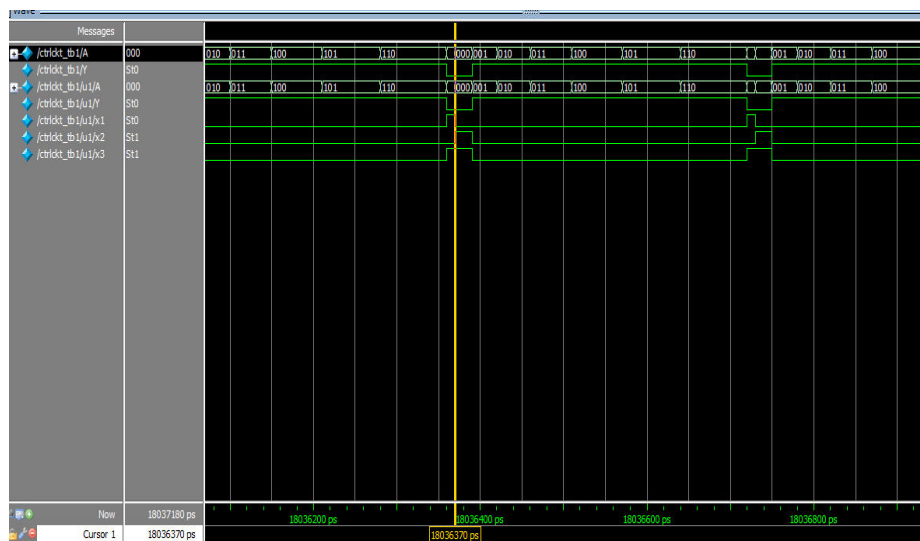 Messages
/ctrlckt_tb1/A 000 010 011 100 101 110 000 001 010 011 100 101 110 001 010 011 100
/ctrlckt_tb1/Y St0
/ctrlckt_tb1/u1/A 000 010 011 100 101 110 000 001 010 011 100 101 110 001 010 011 100
/ctrlckt_tb1/u1/Y St0
/ctrlckt_tb1/u1/x1 St0
/ctrlckt_tb1/u1/x2 St1
/ctrlckt_tb1/u1/x3 St1
Now 18037180 ps 18036200 ps 18036400 ps 18036600 ps 18036800 ps
Cursor 1 18036370 ps 18036370 ps